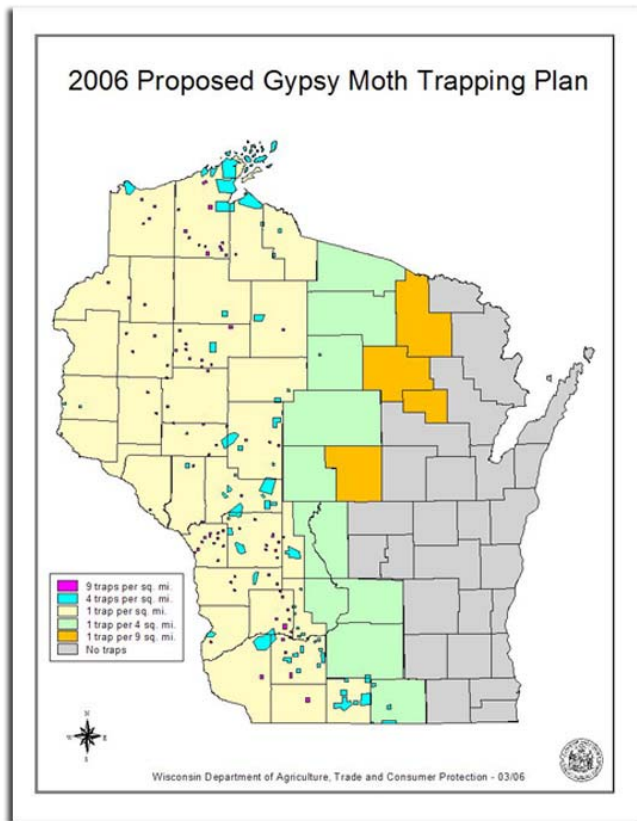 2006 Proposed Gypsy Moth Trapping Plan
9 traps per sq. mi.
4 traps per sq. mi.
1 trap per sq. mi.
1 trap per 4 sq. mi.
1 trap per 9 sq. mi.
No traps
N
W
E
S
Wisconsin Department of Agriculture, Trade and Consumer Protection - 03/06